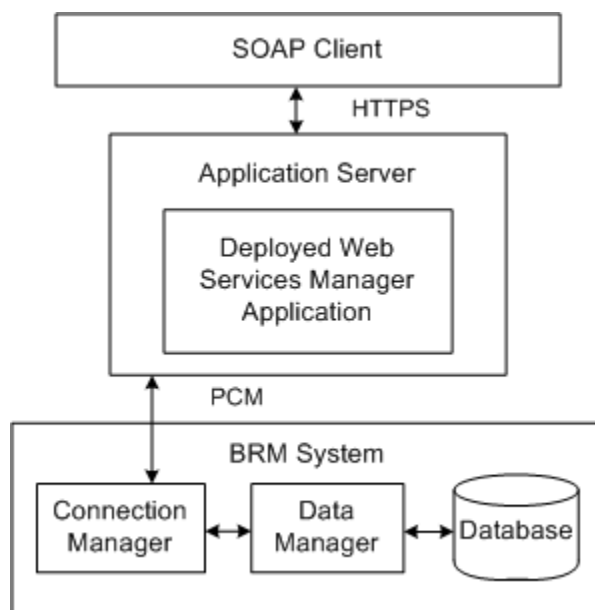 SOAP Client
HTTPS
Application Server
Deployed Web
Services Manager
Application
PCM
BRM System
Connection
Manager
Data
Manager
Database